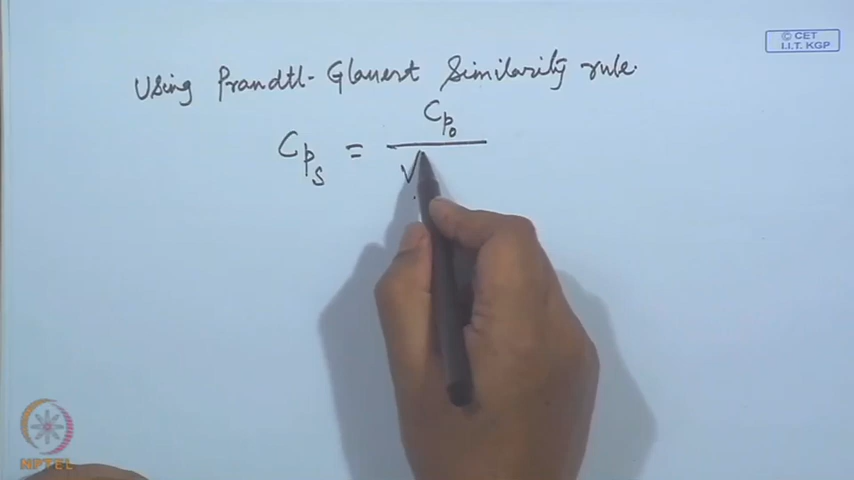 © CET
I.I.T. KGP
Using Prandtl-Glauert Similarity rule.
Cps = Cp0 / √
NPTEL